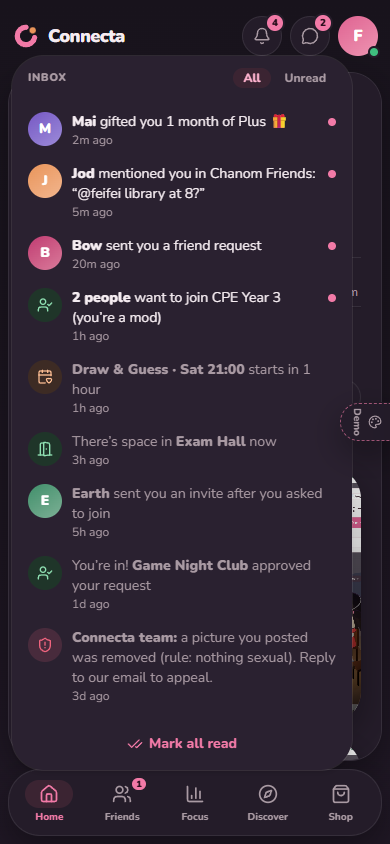 4
2
Connecta
F
INBOX
All
Unread
M
Mai gifted you 1 month of Plus 🎁
2m ago
J
Jod mentioned you in Chanom Friends:
“@feifei library at 8?”
5m ago
B
Bow sent you a friend request
20m ago
2 people want to join CPE Year 3
(you’re a mod)
1h ago
m
Draw & Guess · Sat 21:00 starts in 1
hour
1h ago
Demo
There’s space in Exam Hall now
3h ago
E
Earth sent you an invite after you asked
to join
5h ago
You’re in! Game Night Club approved
your request
1d ago
Connecta team: a picture you posted
was removed (rule: nothing sexual). Reply
to our email to appeal.
3d ago
Mark all read
1
Home
Friends
Focus
Discover
Shop